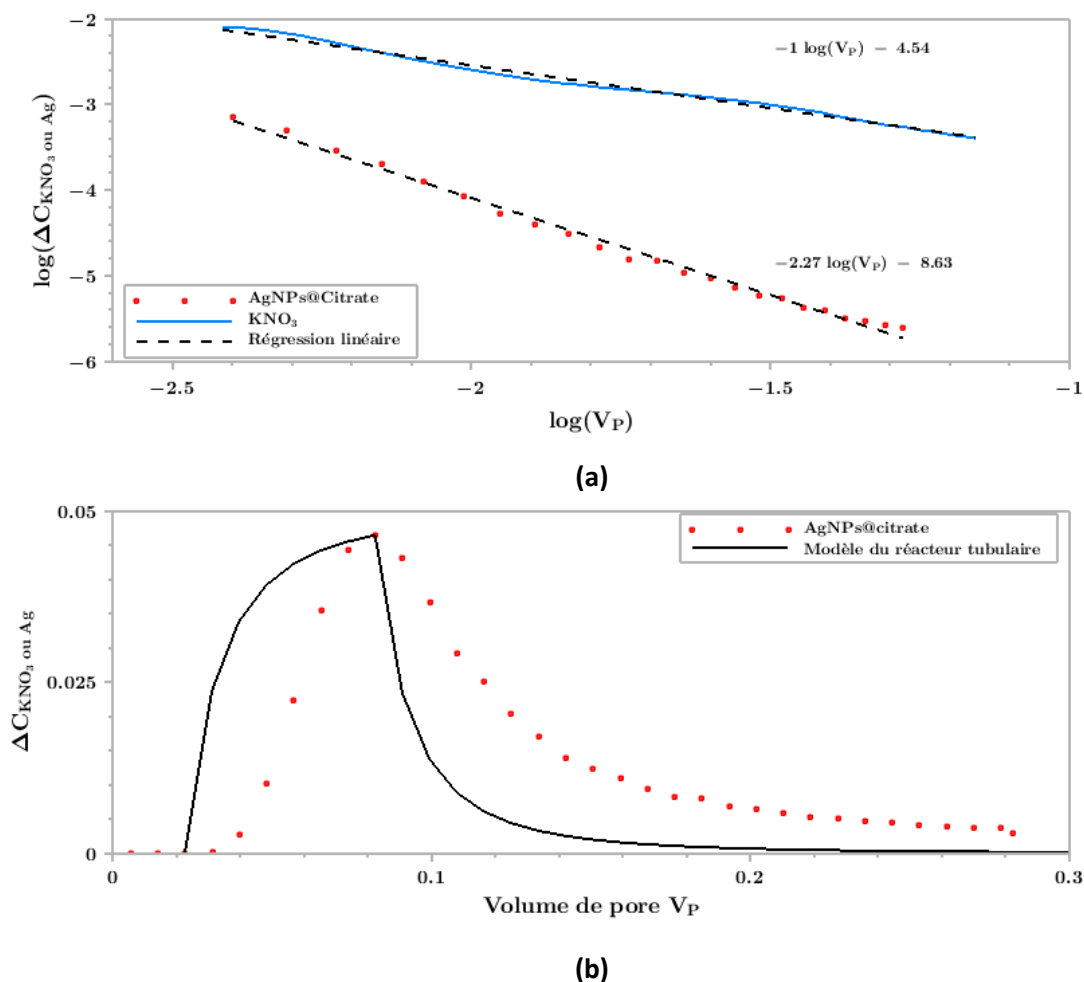 −2
−3
−4
−5
−6
log(ΔC_KNO₃ ou Ag)
−1 log(V_P) − 4.54
−2.27 log(V_P) − 8.63
AgNPs@Citrate
KNO₃
Régression linéaire
−2.5 −2 −1.5 −1
log(V_P)
(a)
0.05
0.025
0
ΔC_KNO₃ ou Ag
AgNPs@citrate
Modèle du réacteur tubulaire
0 0.1 0.2 0.3
Volume de pore V_P
(b)